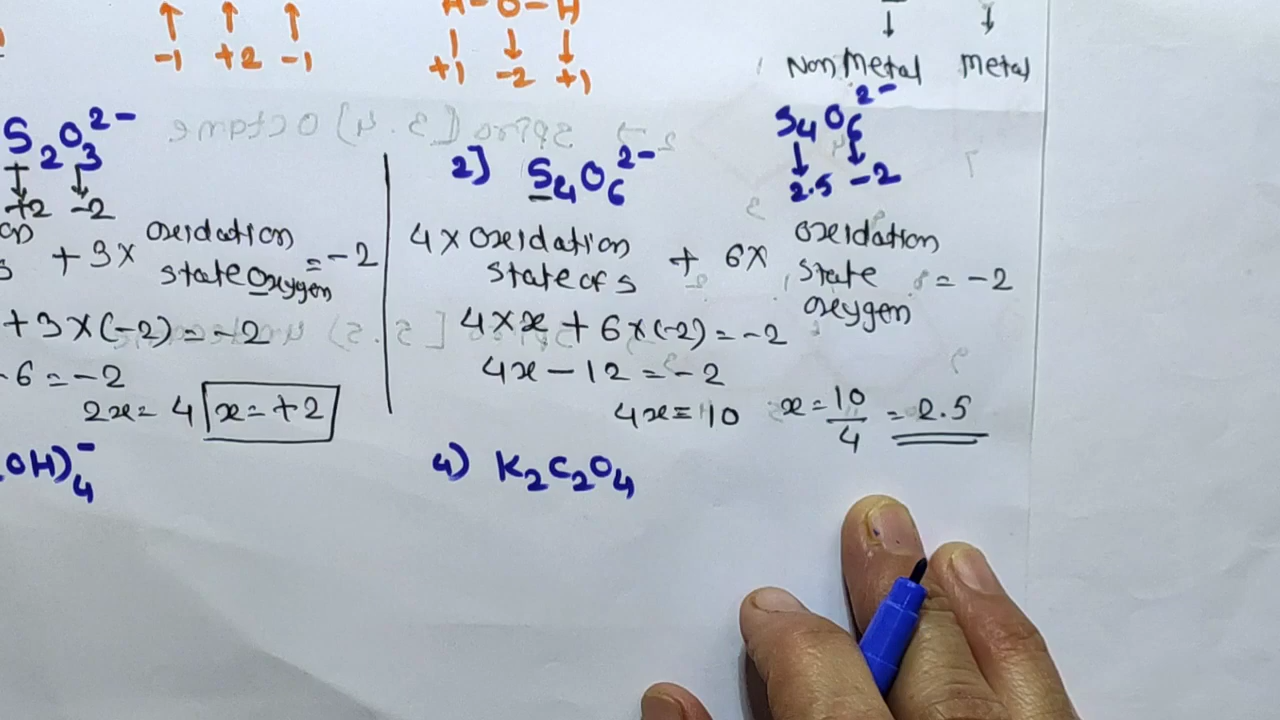 H-O-H
-1 +2 -1
+1 -2 +1
Non Metal Metal
S2O3 2-
+2 -2
+ 3× oxidation state oxygen = -2
+ 3×(-2) = -2
-6 = -2
2x = 4 x = +2
2] S4O6 2-
S4O6 2-
2.5 -2
4× oxidation state of S + 6× oxidation state oxygen = -2
4×x + 6×(-2) = -2
4x - 12 = -2
4x = 10 x = 10/4 = 2.5
OH)4 -
4) K2C2O4